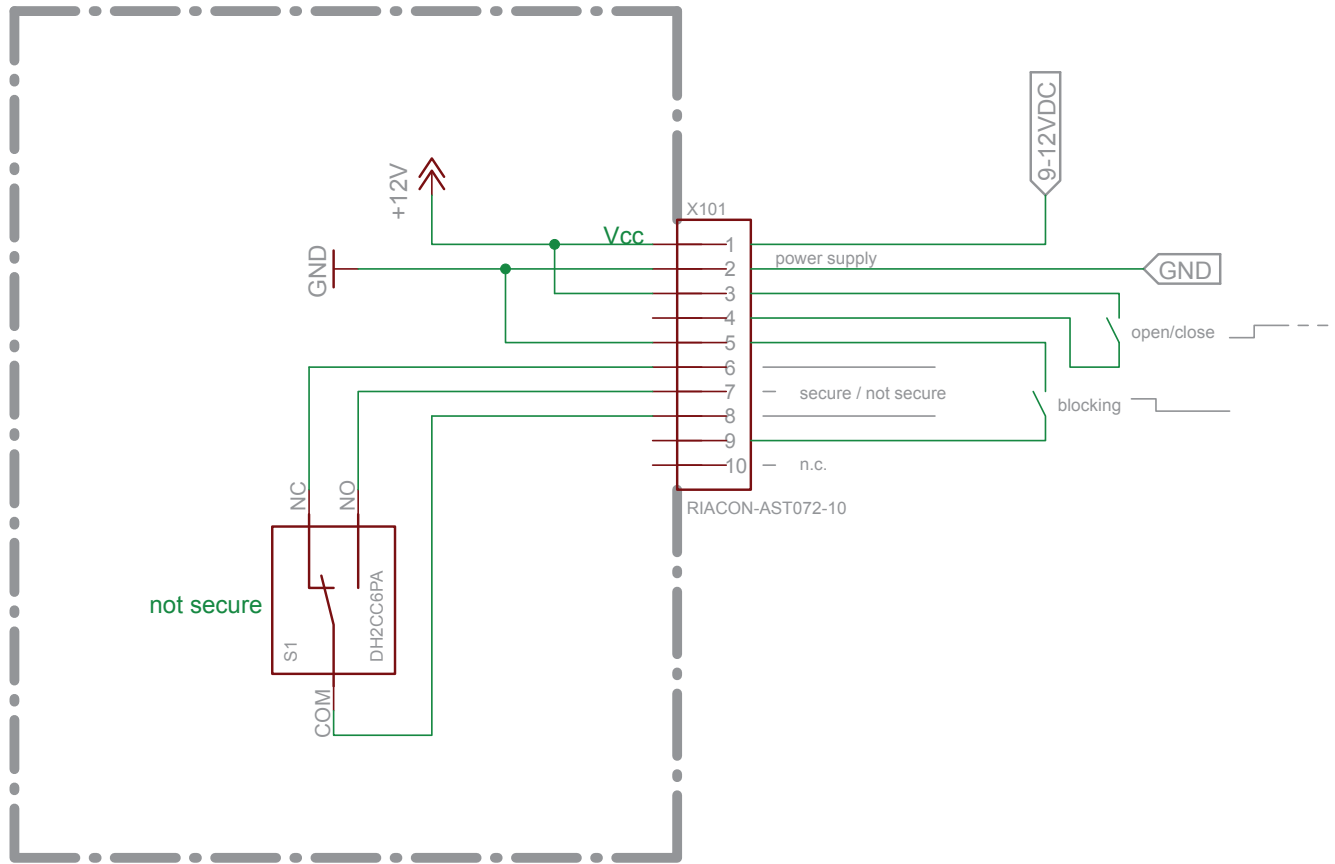 9-12VDC
+12V
X101
Vcc
1
GND
2
power supply
GND
3
4
open/close
5
6
7
secure / not secure
8
blocking
9
10
n.c.
RIACON-AST072-10
NC
NO
not secure
S1
DH2CC6PA
COM